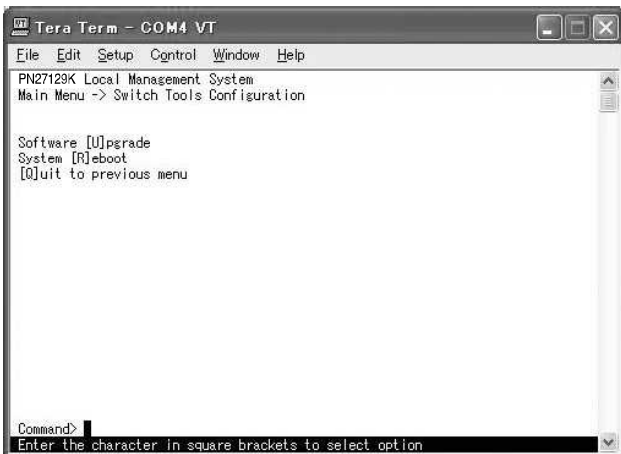 Tera Term - COM4 VT
File Edit Setup Control Window Help
PN27129K Local Management System
Main Menu -> Switch Tools Configuration
Software [U]pgrade
System [R]eboot
[Q]uit to previous menu
Command>
Enter the character in square brackets to select option